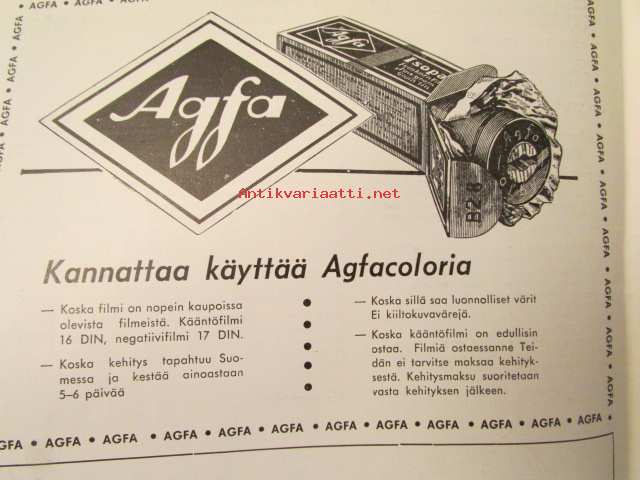 • AGFA • AGFA • AGFA • AGFA
Agfa
Agfa
Isopan
Agfa
B2 8
Antikvariaatti.net
Kannattaa käyttää Agfacoloria
— Koska filmi on nopein kaupoissa
olevista filmeistä. Kääntöfilmi
16 DIN, negatiivifilmi 17 DIN.
— Koska kehitys tapahtuu Suo-
messa ja kestää ainoastaan
5–6 päivää
— Koska sillä saa luonnolliset värit
Ei kiiltokuvavärejä.
— Koska kääntöfilmi on edullisin
ostaa. Filmiä ostaessanne Tei-
dän ei tarvitse maksaa kehityk-
sestä. Kehitysmaksu suoritetaan
vasta kehityksen jälkeen.
AGFA • AGFA • AGFA • AGFA • AGFA • AGFA • AGFA • AGFA • AGFA • AGFA • AGFA •